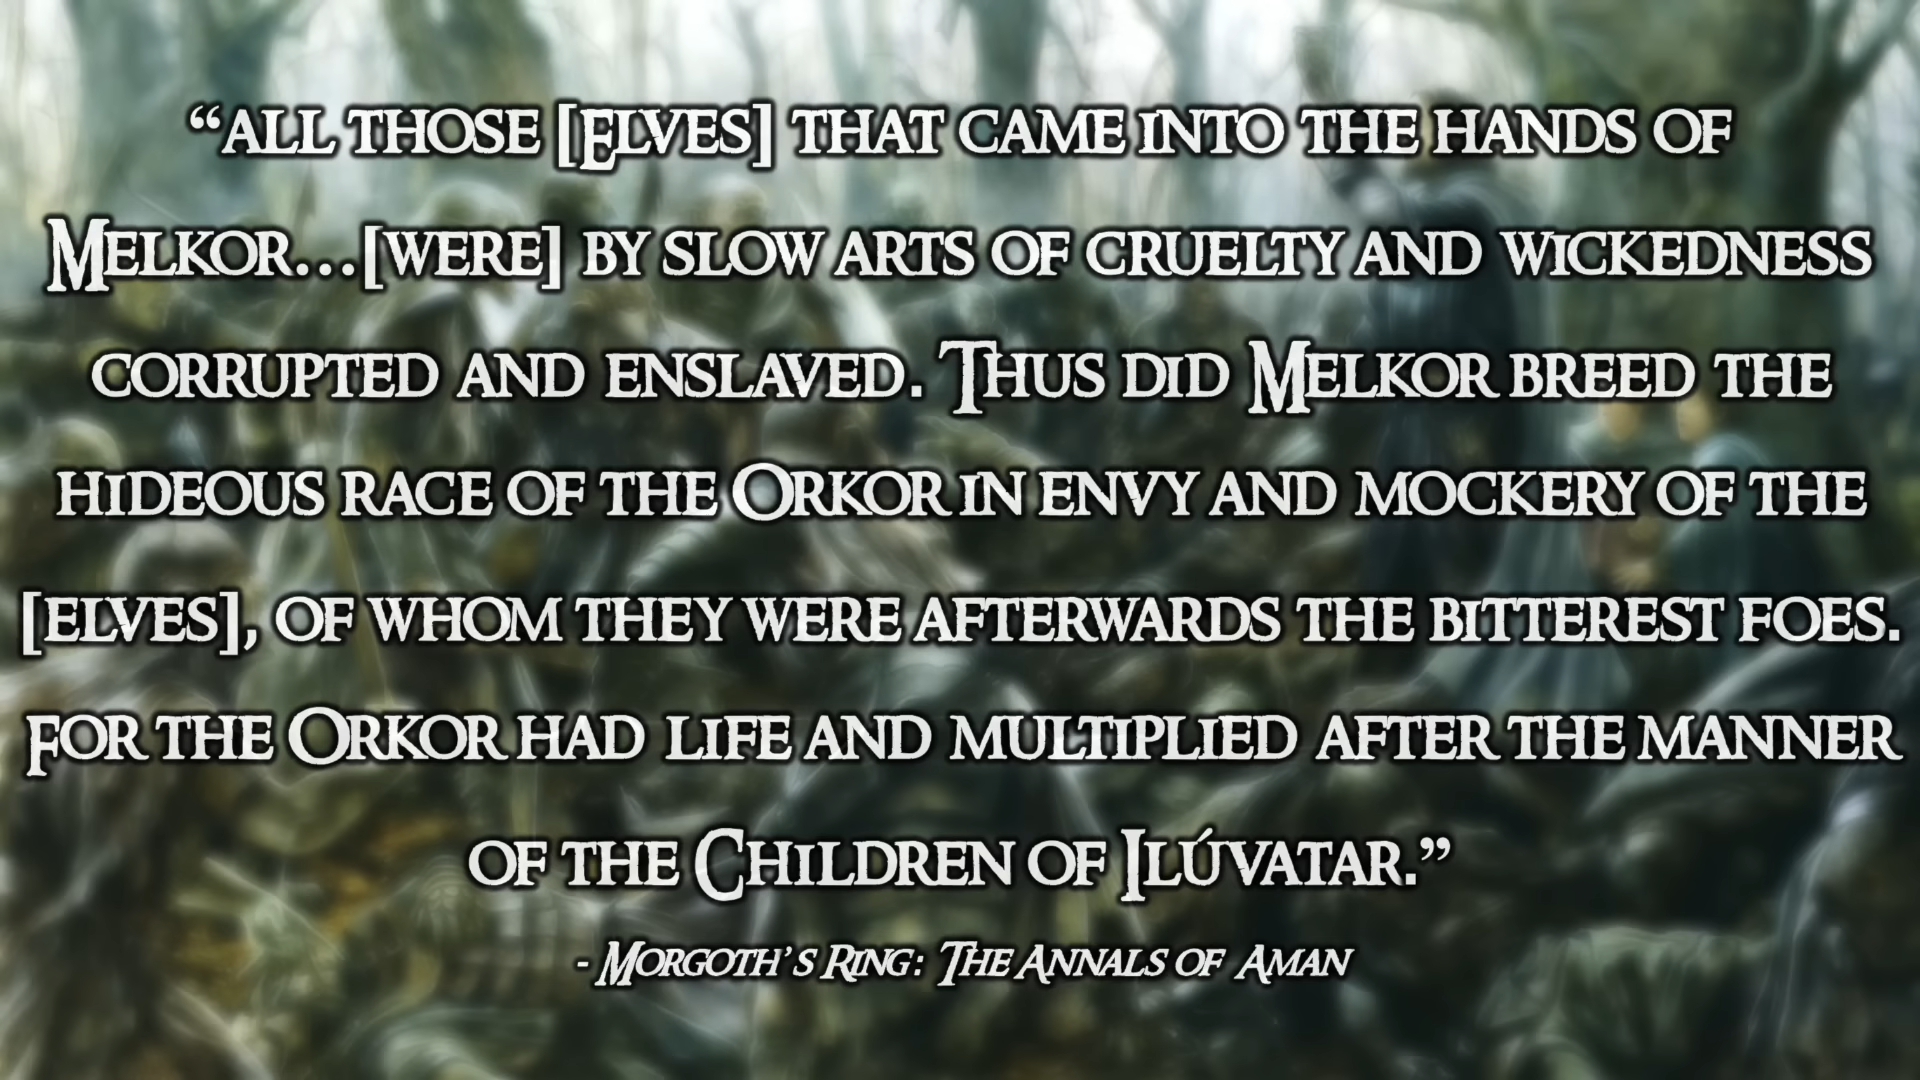 “all those [Elves] that came into the hands of
Melkor…[were] by slow arts of cruelty and wickedness
corrupted and enslaved. Thus did Melkor breed the
hideous race of the Orkor in envy and mockery of the
[elves], of whom they were afterwards the bitterest foes.
For the Orkor had life and multiplied after the manner
of the Children of Ilúvatar.”
- Morgoth's Ring: The Annals of Aman